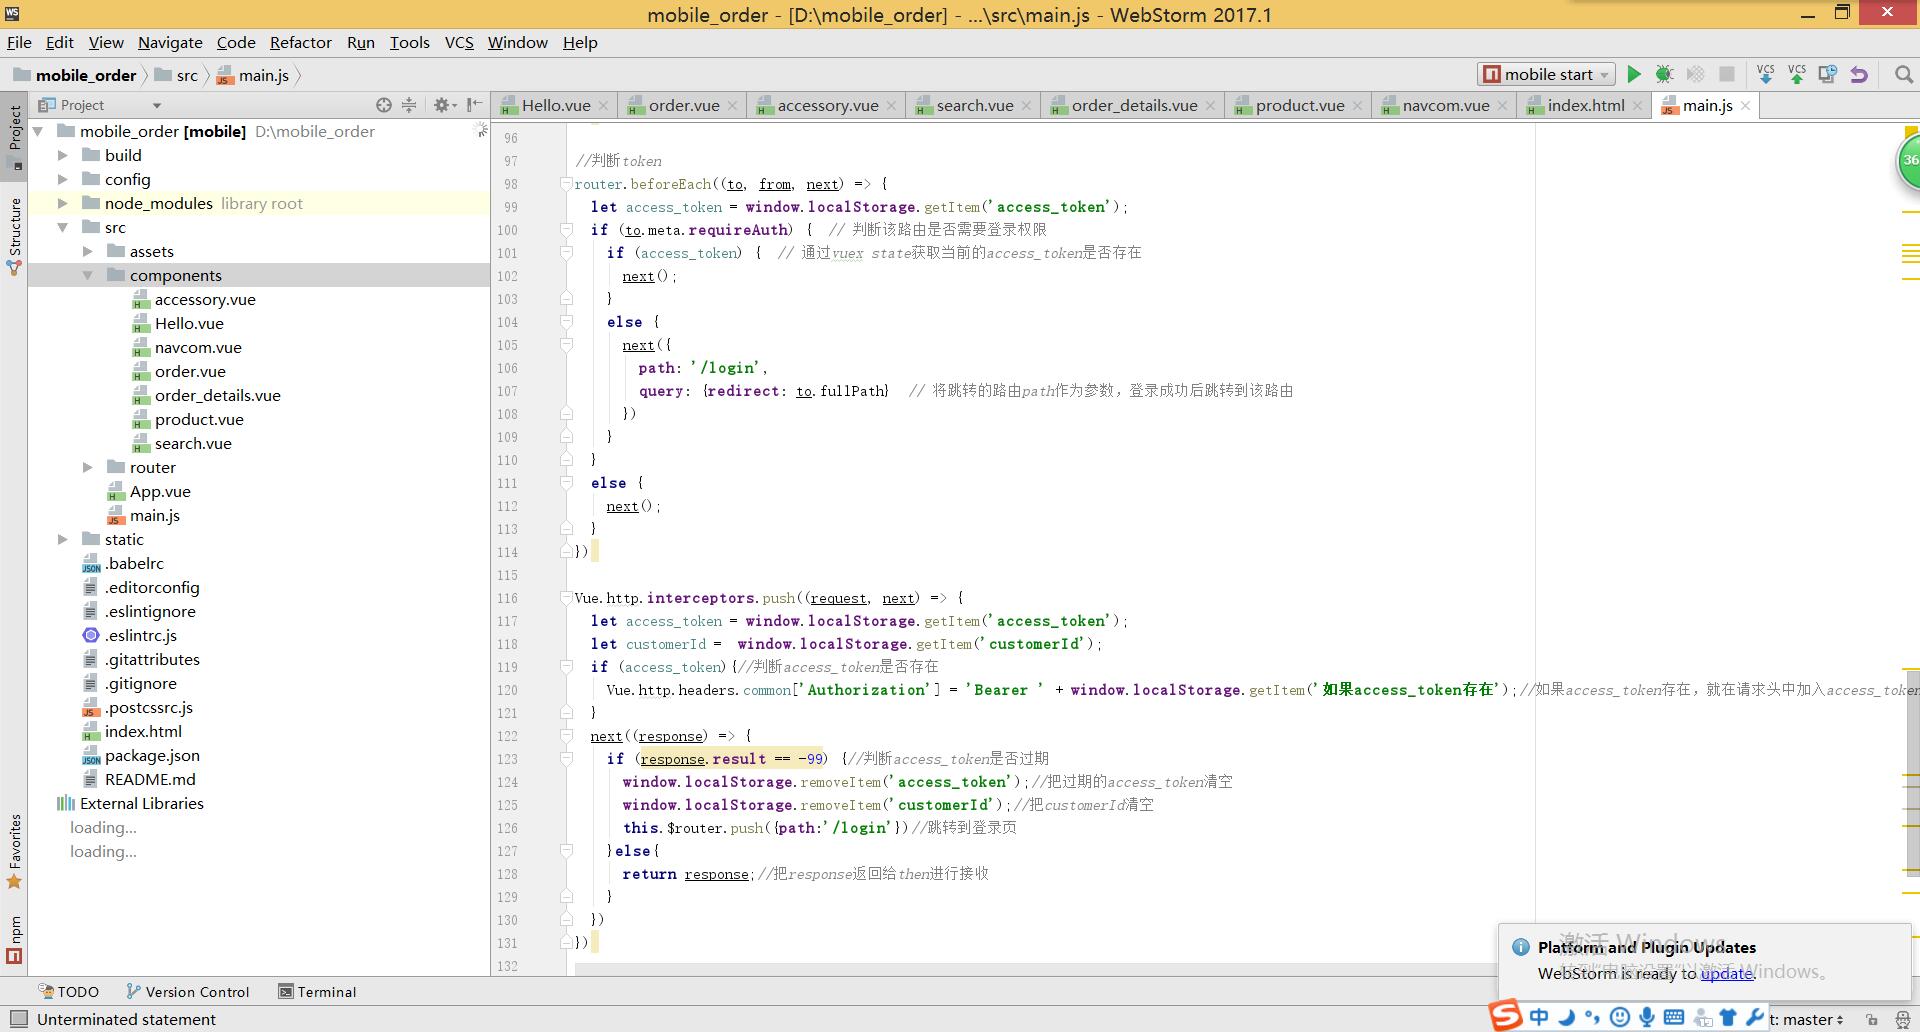 mobile_order - [D:\mobile_order] - ...\src\main.js - WebStorm 2017.1
File Edit View Navigate Code Refactor Run Tools VCS Window Help
mobile_order src main.js
mobile start
VCS VCS
Project
Hello.vue order.vue accessory.vue search.vue order_details.vue product.vue navcom.vue index.html main.js
Project
Structure
Favorites
npm
mobile_order [mobile] D:\mobile_order
build
config
node_modules library root
src
assets
components
accessory.vue
Hello.vue
navcom.vue
order.vue
order_details.vue
product.vue
search.vue
router
App.vue
main.js
static
.babelrc
.editorconfig
.eslintignore
.eslintrc.js
.gitattributes
.gitignore
.postcssrc.js
index.html
package.json
README.md
External Libraries
loading...
loading...
96
97 //判断token
98 router.beforeEach((to, from, next) => {
99 let access_token = window.localStorage.getItem('access_token');
100 if (to.meta.requireAuth) { // 判断该路由是否需要登录权限
101 if (access_token) { // 通过vuex state获取当前的access_token是否存在
102 next();
103 }
104 else {
105 next({
106 path: '/login',
107 query: {redirect: to.fullPath} // 将跳转的路由path作为参数，登录成功后跳转到该路由
108 })
109 }
110 }
111 else {
112 next();
113 }
114 })
115
116 Vue.http.interceptors.push((request, next) => {
117 let access_token = window.localStorage.getItem('access_token');
118 let customerId =  window.localStorage.getItem('customerId');
119 if (access_token){//判断access_token是否存在
120 Vue.http.headers.common['Authorization'] = 'Bearer ' + window.localStorage.getItem('如果access_token存在');//如果access_token存在，就在请求头中加入access_token
121 }
122 next((response) => {
123 if (response.result == -99) {//判断access_token是否过期
124 window.localStorage.removeItem('access_token');//把过期的access_token清空
125 window.localStorage.removeItem('customerId');//把customerId清空
126 this.$router.push({path:'/login'})//跳转到登录页
127 }else{
128 return response;//把response返回给then进行接收
129 }
130 })
131 })
132
36
激活 Windows
转到"电脑设置"以激活 Windows。
Platform and Plugin Updates
WebStorm is ready to update.
TODO Version Control Terminal
Unterminated statement
中
t: master